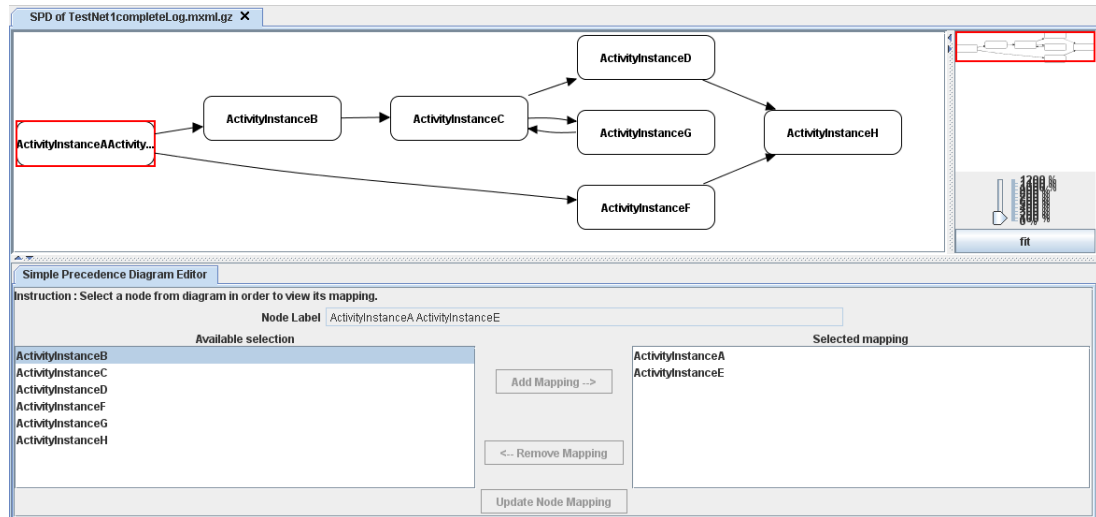 SPD of TestNet1completeLog.mxml.gz X
ActivityInstanceD
ActivityInstanceB
ActivityInstanceC
ActivityInstanceG
ActivityInstanceH
ActivityInstanceAActivity...
ActivityInstanceF
1200 %
0 %
fit
Simple Precedence Diagram Editor
Instruction : Select a node from diagram in order to view its mapping.
Node Label ActivityInstanceA ActivityInstanceE
Available selection Selected mapping
ActivityInstanceB ActivityInstanceA
ActivityInstanceC ActivityInstanceE
ActivityInstanceD
ActivityInstanceF
ActivityInstanceG
ActivityInstanceH
Add Mapping -->
<-- Remove Mapping
Update Node Mapping